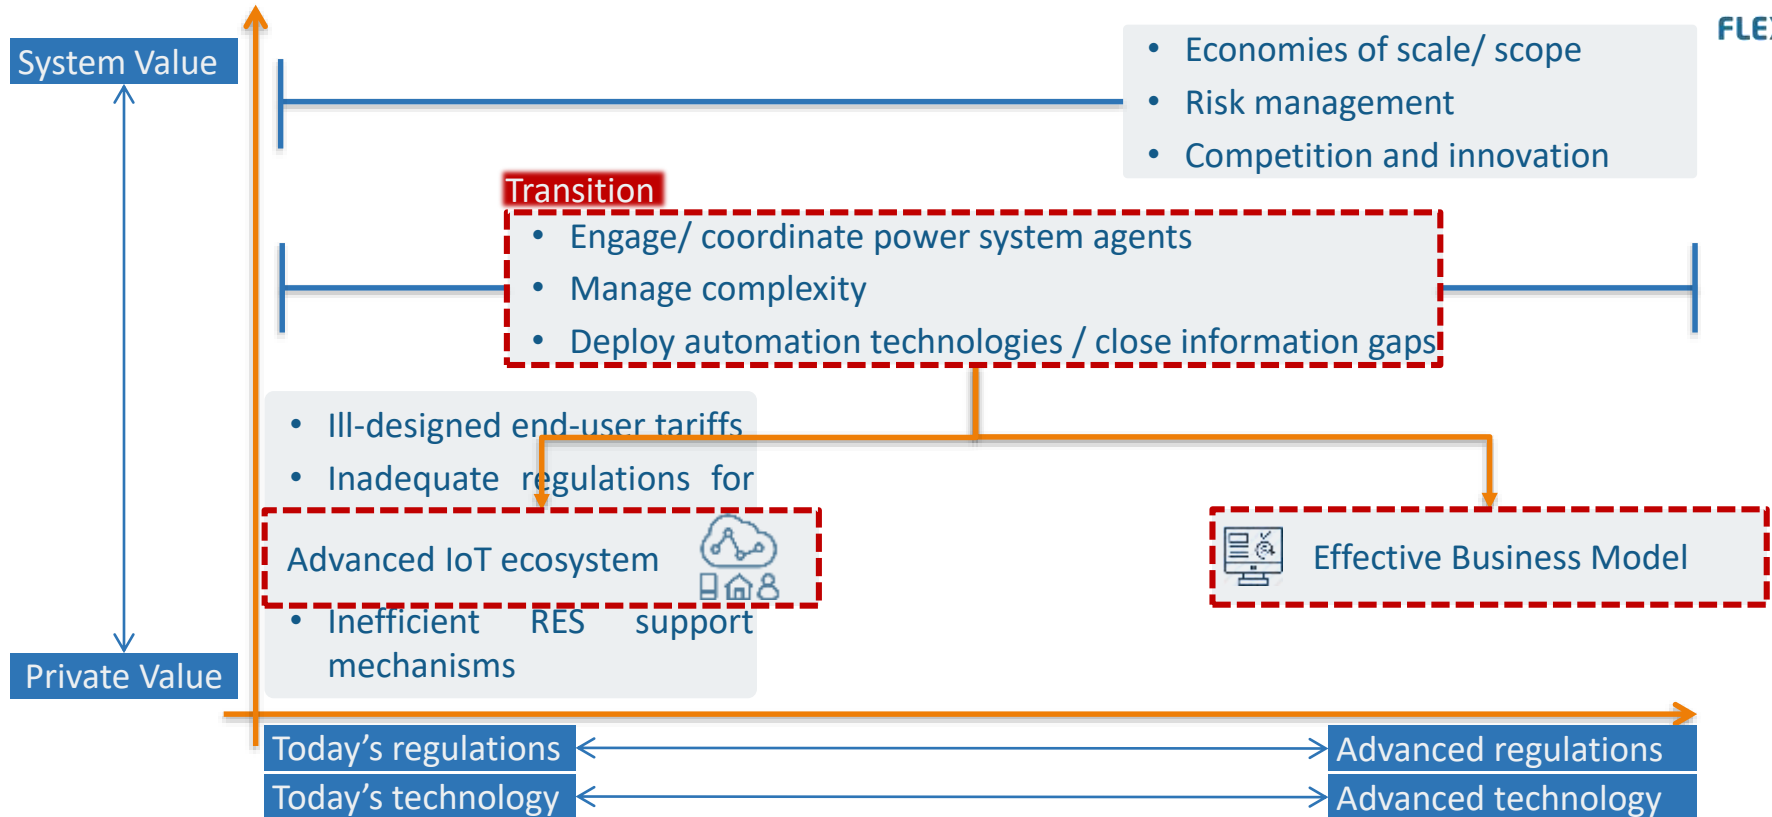 FLEX
System Value
• Economies of scale/ scope
• Risk management
• Competition and innovation
Transition
• Engage/ coordinate power system agents
• Manage complexity
• Deploy automation technologies / close information gaps
• Ill-designed end-user tariffs
• Inadequate regulations for
Advanced IoT ecosystem
Effective Business Model
• Inefficient RES support
mechanisms
Private Value
Today's regulations
Advanced regulations
Today's technology
Advanced technology